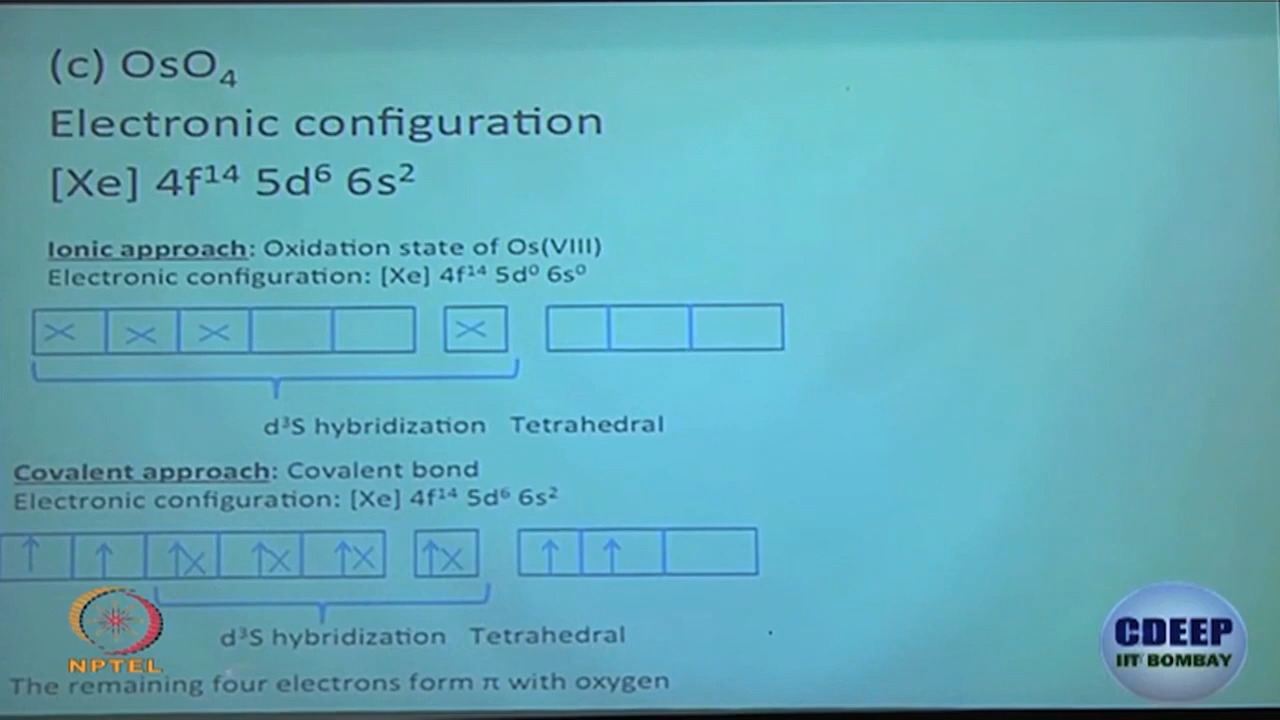 (c) OsO₄
Electronic configuration
[Xe] 4f¹⁴ 5d⁶ 6s²
Ionic approach: Oxidation state of Os(VIII)
Electronic configuration: [Xe] 4f¹⁴ 5d⁰ 6s⁰
d³S hybridization Tetrahedral
Covalent approach: Covalent bond
Electronic configuration: [Xe] 4f¹⁴ 5d⁶ 6s²
d³S hybridization Tetrahedral
The remaining four electrons form π with oxygen
NPTEL
CDEEP
IIT BOMBAY